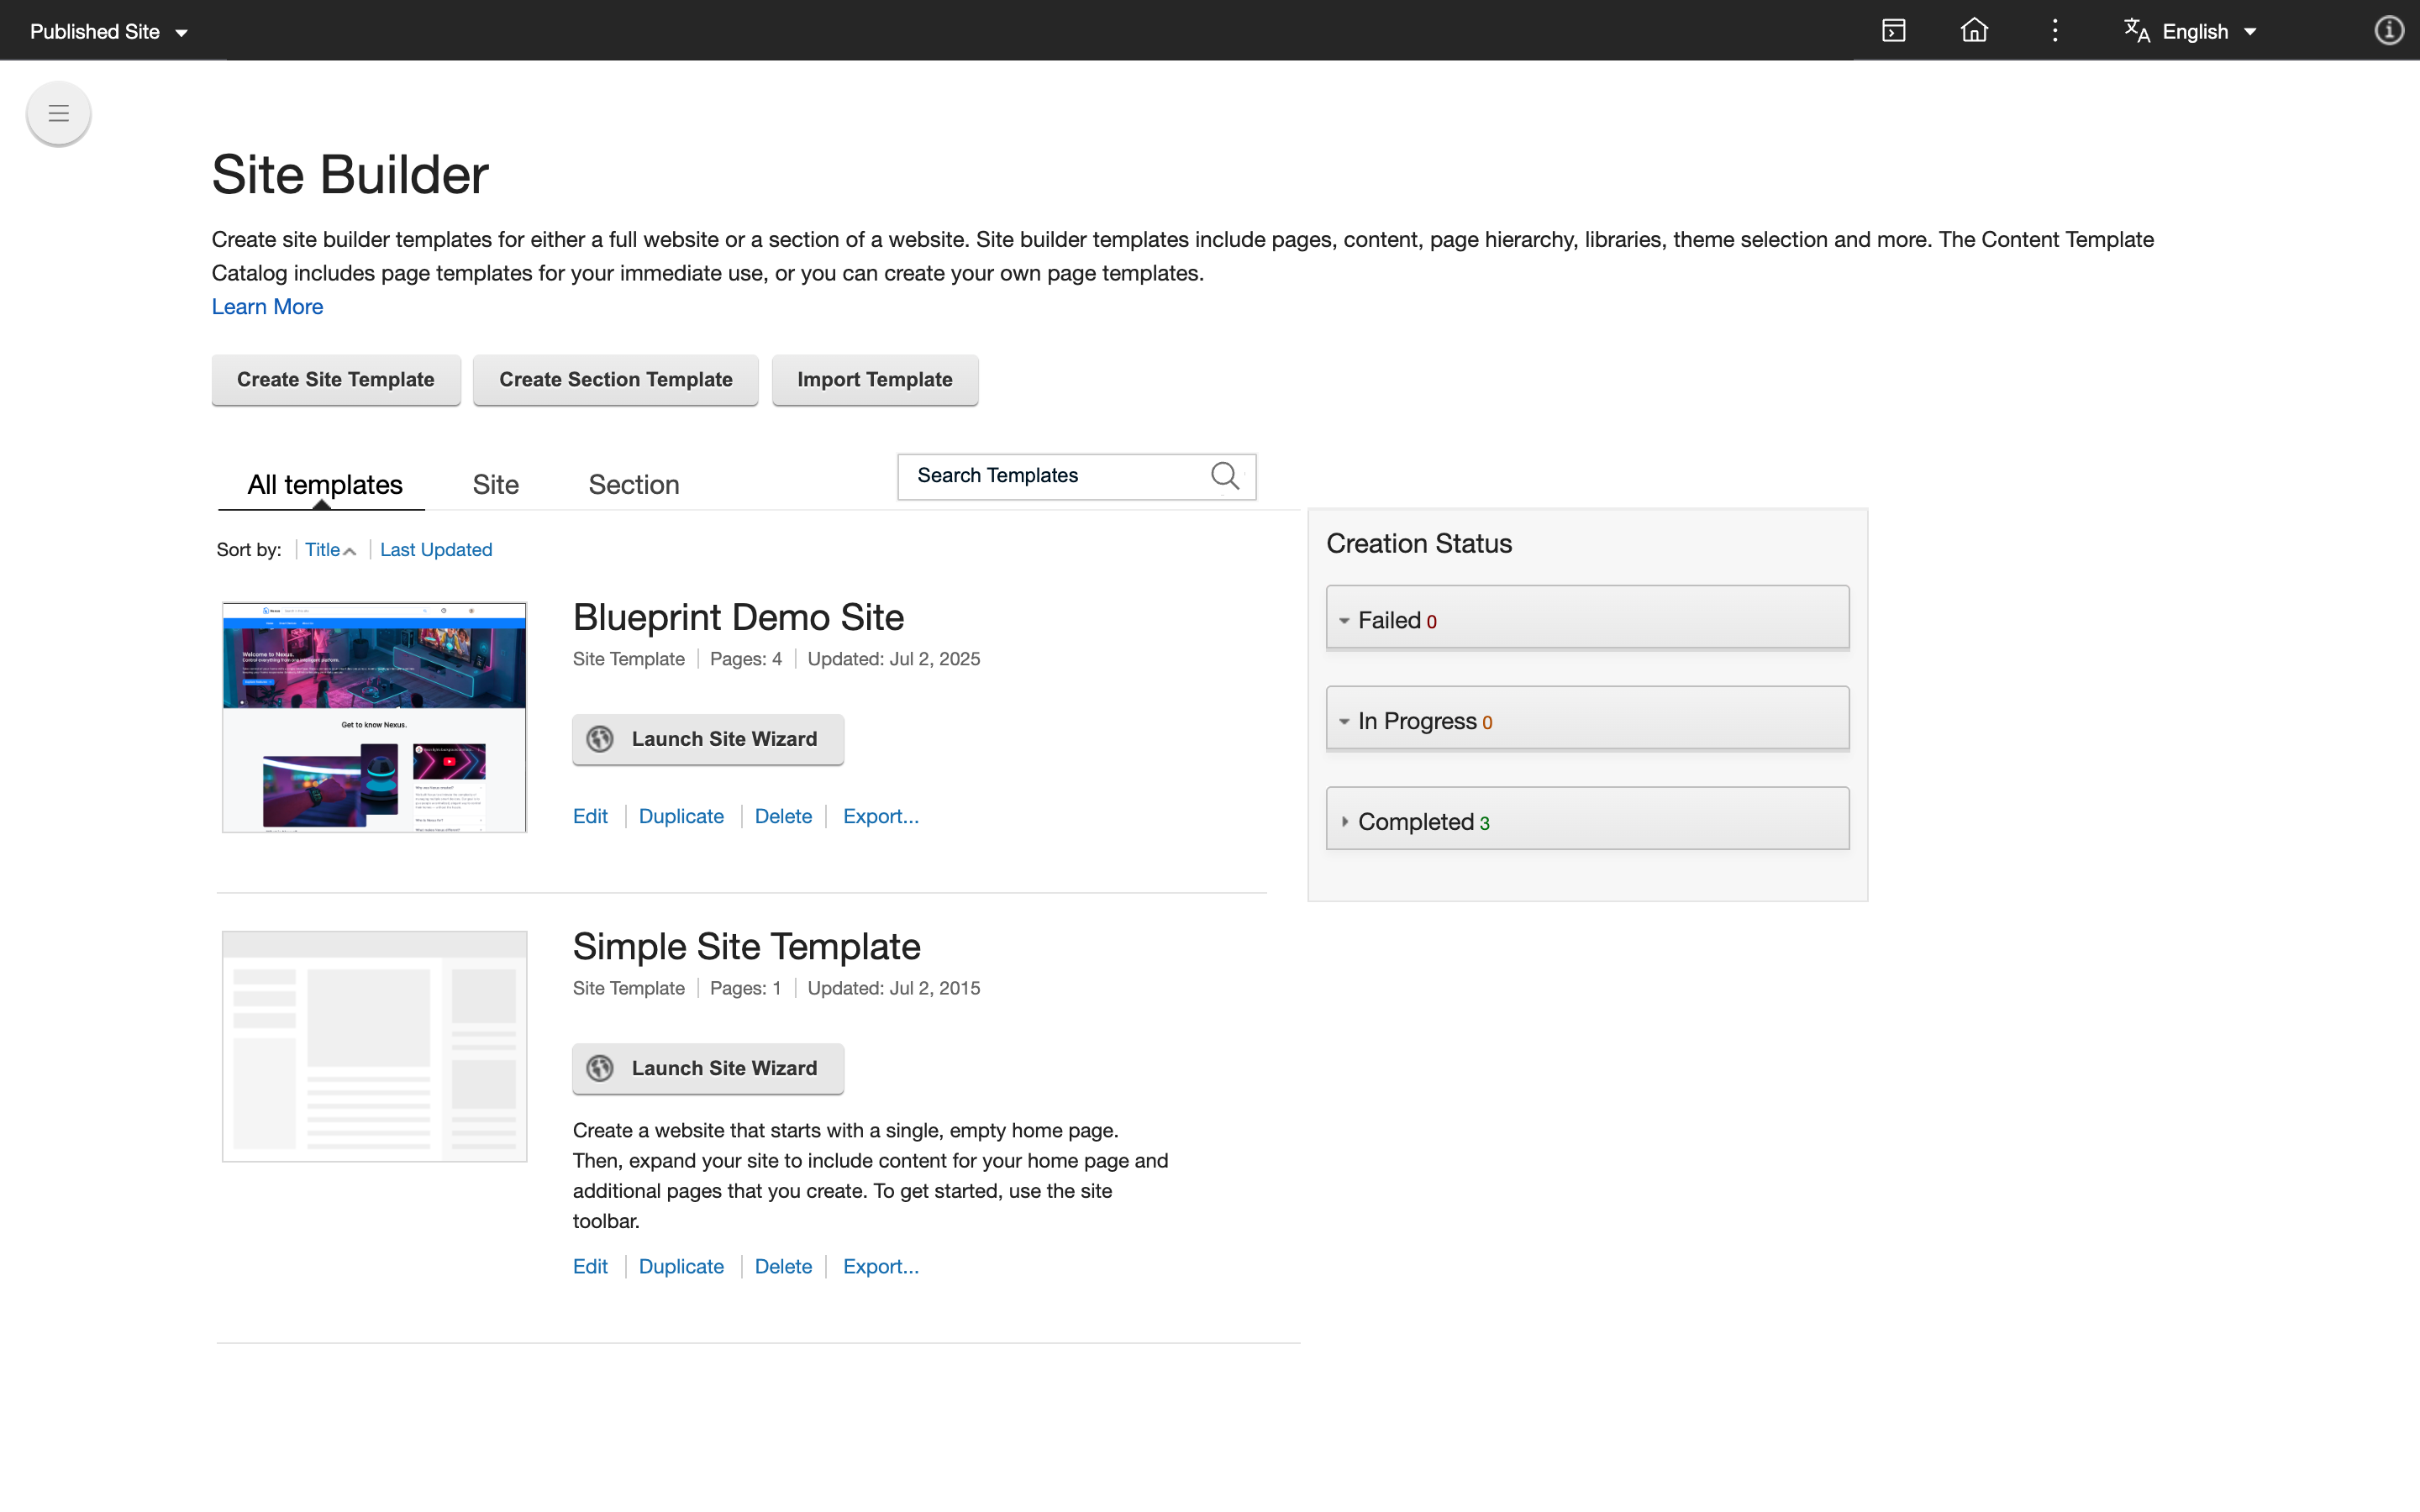 Published Site
English
Site Builder
Create site builder templates for either a full website or a section of a website. Site builder templates include pages, content, page hierarchy, libraries, theme selection and more. The Content Template
Catalog includes page templates for your immediate use, or you can create your own page templates.
Learn More
Create Site Template
Create Section Template
Import Template
All templates
Site
Section
Search Templates
Sort by:
Title
Last Updated
Welcome to Nexus.
Control everything from one intelligent platform.
Get to know Nexus.
Blueprint Demo Site
Site Template
Pages: 4
Updated: Jul 2, 2025
Launch Site Wizard
Edit
Duplicate
Delete
Export...
Simple Site Template
Site Template
Pages: 1
Updated: Jul 2, 2015
Launch Site Wizard
Create a website that starts with a single, empty home page.
Then, expand your site to include content for your home page and
additional pages that you create. To get started, use the site
toolbar.
Edit
Duplicate
Delete
Export...
Creation Status
Failed 0
In Progress 0
Completed 3